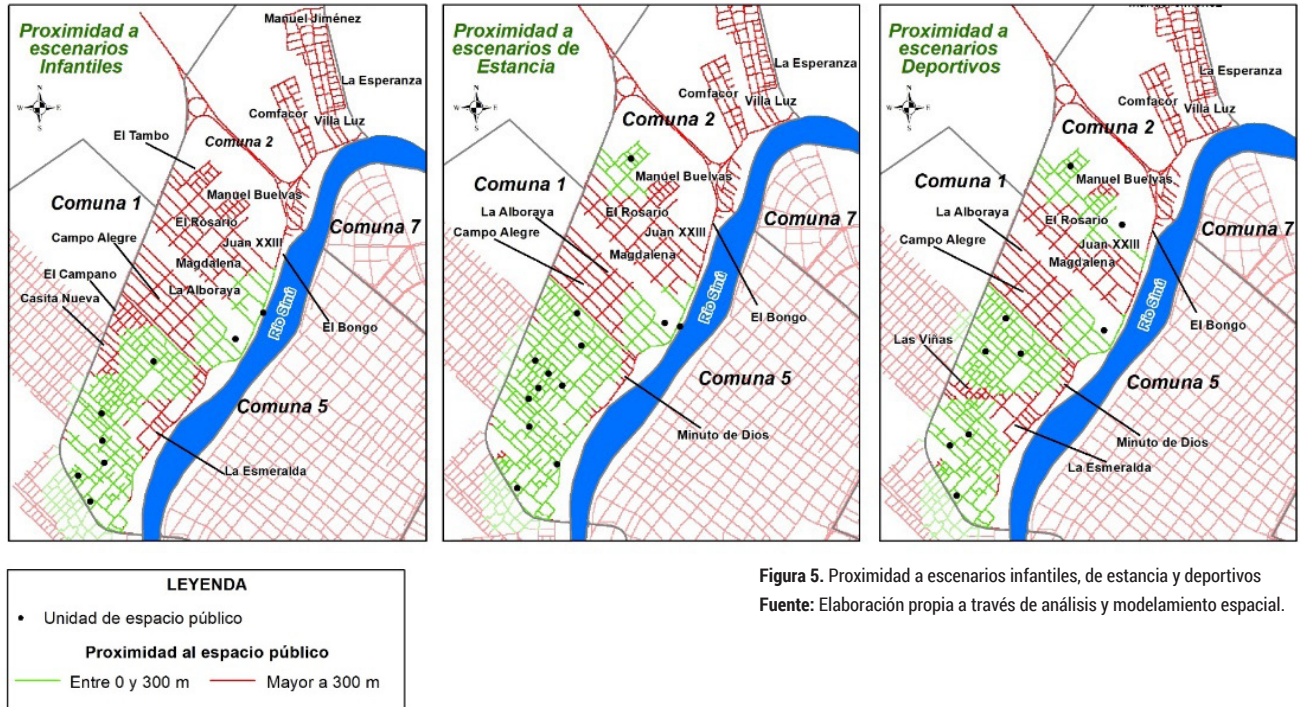 Proximidad a
escenarios
Infantiles
N
W E
S
Manuel Jiménez
La Esperanza
Comfacor
Villa Luz
El Tambo
Comuna 2
Manuel Buelvas
Comuna 1
El Rosario
Comuna 7
Campo Alegre
Juan XXIII
Magdalena
El Campano
La Alboraya
Casita Nueva
El Bongo
Río Sinú
Comuna 5
La Esmeralda
Proximidad a
escenarios de
Estancia
N
W E
S
Manuel Jiménez
La Esperanza
Comfacor
Villa Luz
Comuna 2
Manuel Buelvas
Comuna 1
La Alboraya
El Rosario
Comuna 7
Campo Alegre
Juan XXIII
Magdalena
El Bongo
Río Sinú
Comuna 5
Minuto de Dios
Proximidad a
escenarios
Deportivos
N
W E
S
Manuel Jiménez
La Esperanza
Comfacor
Villa Luz
Comuna 2
Manuel Buelvas
Comuna 1
La Alboraya
El Rosario
Comuna 7
Campo Alegre
Juan XXIII
Magdalena
El Bongo
Río Sinú
Las Viñas
Comuna 5
Minuto de Dios
La Esmeralda
LEYENDA
• Unidad de espacio público
Proximidad al espacio público
Entre 0 y 300 m Mayor a 300 m
Figura 5. Proximidad a escenarios infantiles, de estancia y deportivos
Fuente: Elaboración propia a través de análisis y modelamiento espacial.